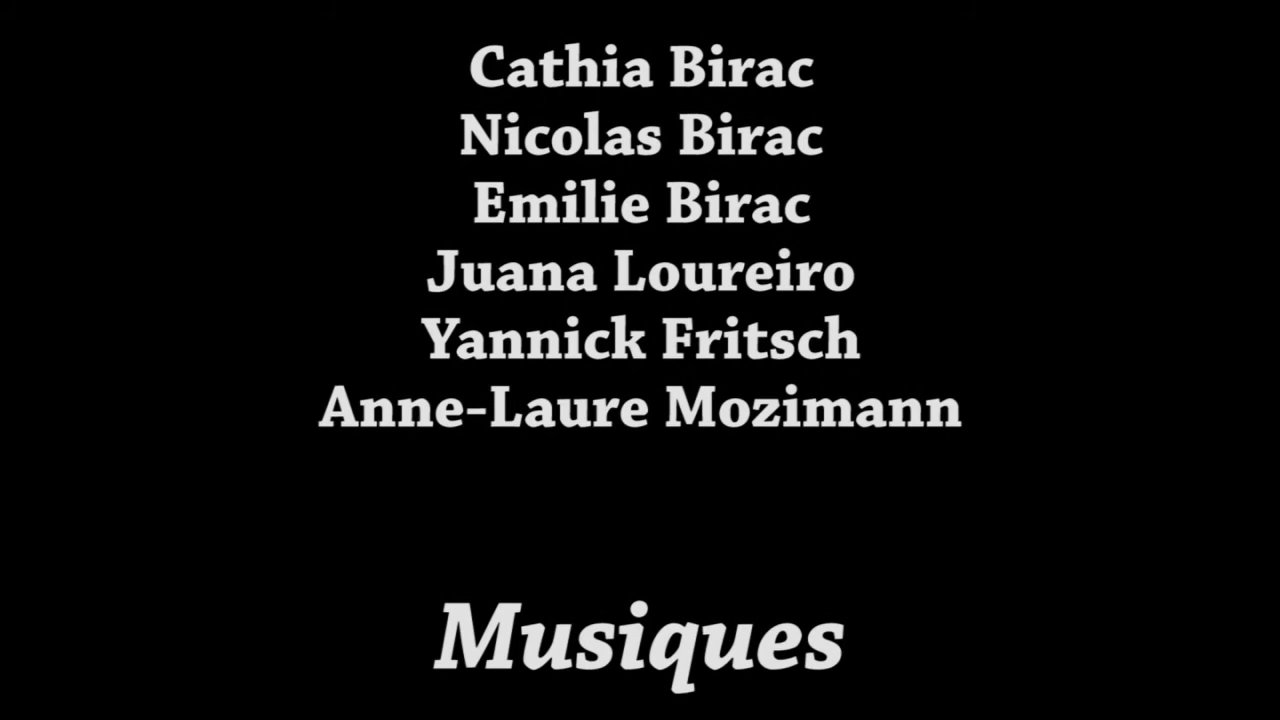 Cathia Birac
Nicolas Birac
Emilie Birac
Juana Loureiro
Yannick Fritsch
Anne-Laure Mozimann
Musiques